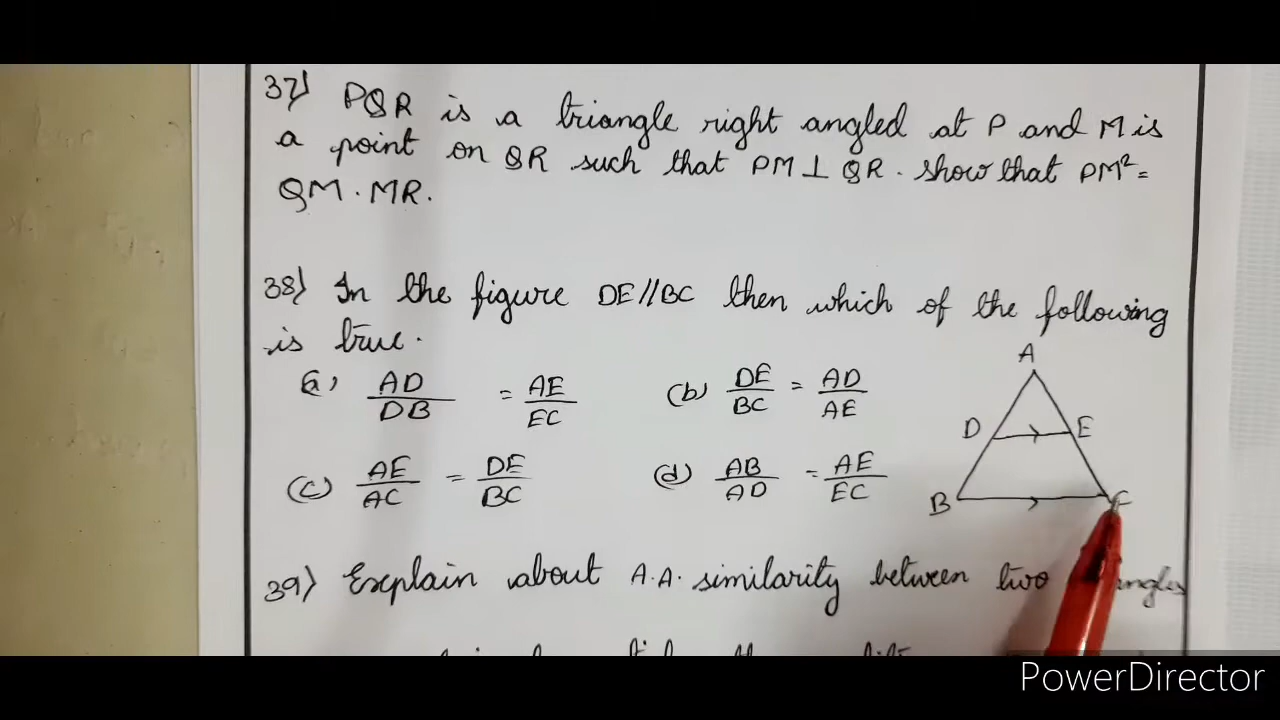 37) PQR is a triangle right angled at P and M is
a point on QR such that PM ⊥ QR. show that PM² =
QM . MR.
38) In the figure DE//BC then which of the following
is true.
a) AD/DB = AE/EC (b) DE/BC = AD/AE
(c) AE/AC = DE/BC (d) AB/AD = AE/EC
A
D E
B C
39) Explain about A.A. similarity between two
PowerDirector